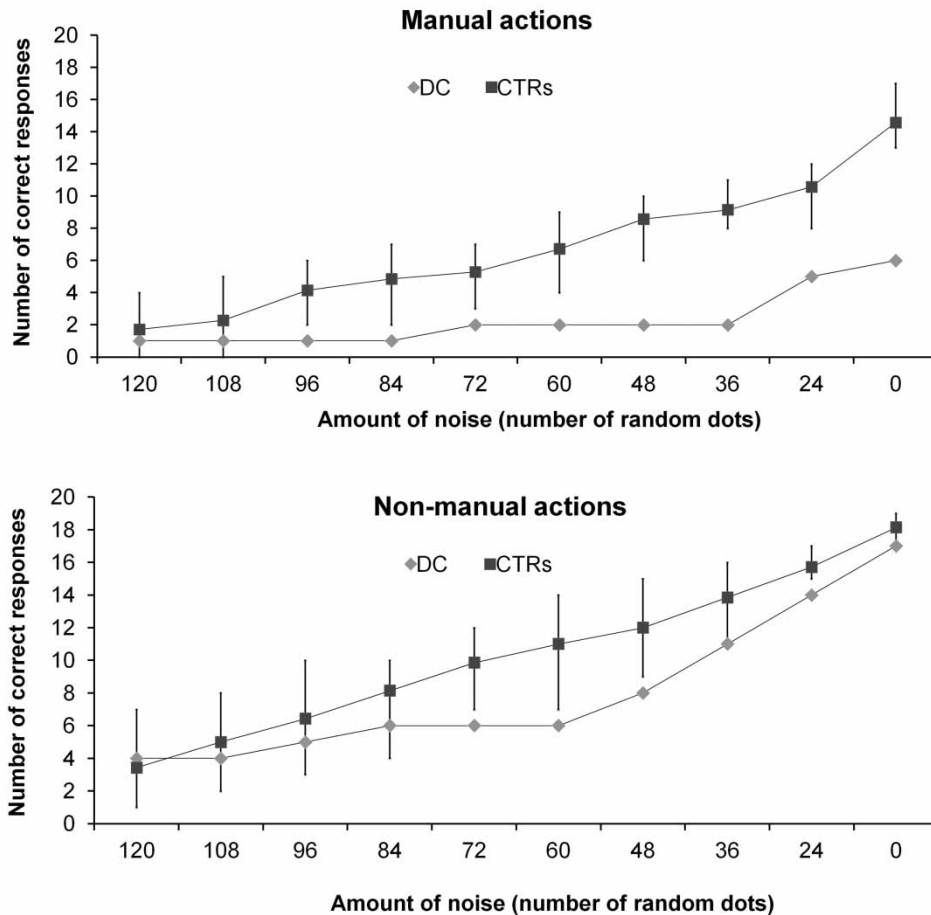 Manual actions
DC CTRs
Number of correct responses
20
18
16
14
12
10
8
6
4
2
0
120 108 96 84 72 60 48 36 24 0
Amount of noise (number of random dots)
Non-manual actions
DC CTRs
Number of correct responses
20
18
16
14
12
10
8
6
4
2
0
120 108 96 84 72 60 48 36 24 0
Amount of noise (number of random dots)